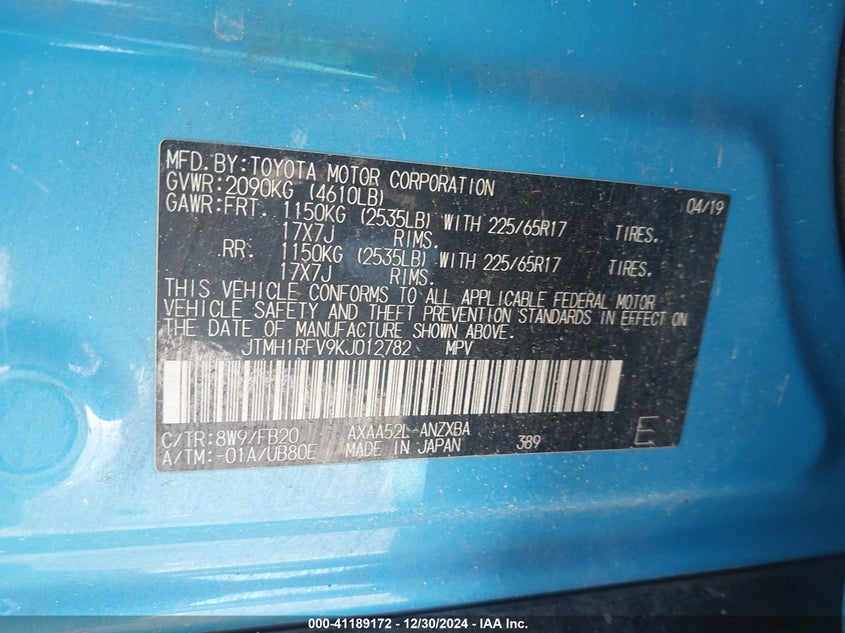 MFD. BY:TOYOTA MOTOR CORPORATION 04/19
GVWR:2090KG (4610LB)
GAWR:FRT. 1150KG (2535LB) WITH 225/65R17 TIRES.
17X7J RIMS.
RR. 1150KG (2535LB) WITH 225/65R17 TIRES.
17X7J RIMS.
THIS VEHICLE CONFORMS TO ALL APPLICABLE FEDERAL MOTOR
VEHICLE SAFETY AND THEFT PREVENTION STANDARDS IN EFFECT ON
THE DATE OF MANUFACTURE SHOWN ABOVE.
JTMH1RFV9KJ012782 MPV
C/TR:8W9/FB20 AXAA52L-ANZXBA
A/TM:-01A/UB80E MADE IN JAPAN 389 E
000-41189172 - 12/30/2024 - IAA Inc.